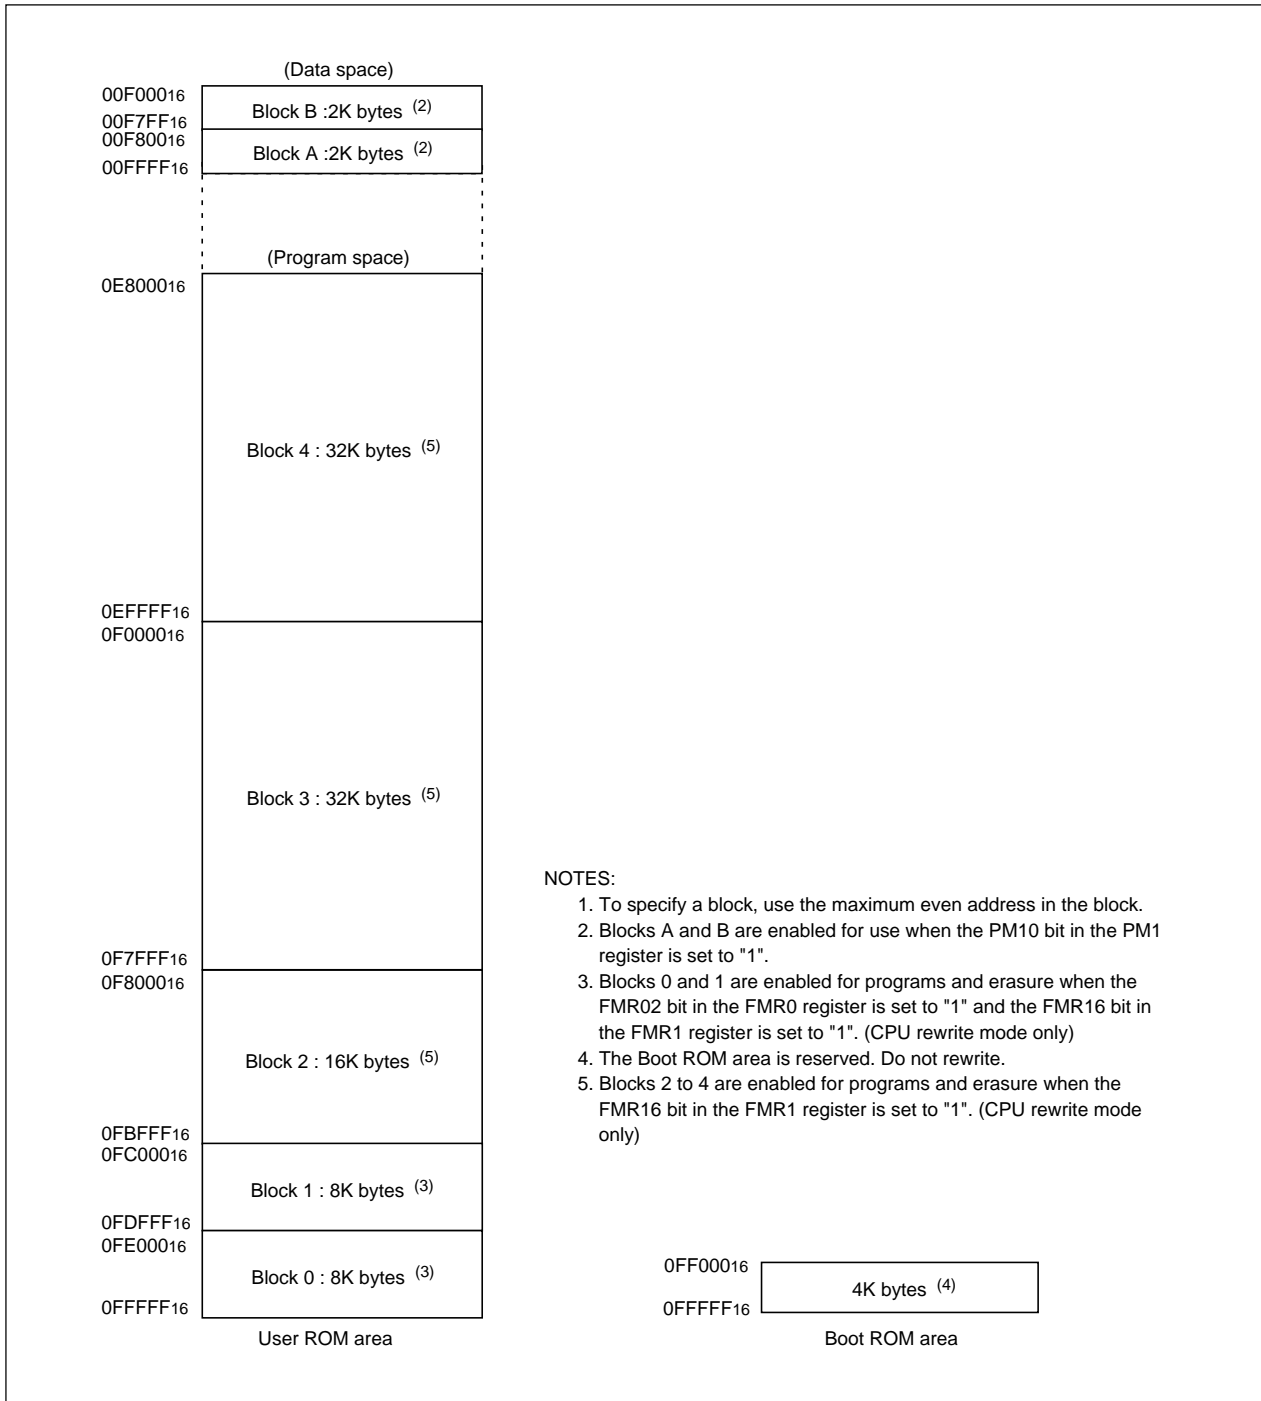 (Data space)
00F00016
Block B :2K bytes (2)
00F7FF16
00F80016
Block A :2K bytes (2)
00FFFF16
(Program space)
0E800016
Block 4 : 32K bytes (5)
0EFFFF16
0F000016
Block 3 : 32K bytes (5)
0F7FFF16
0F800016
Block 2 : 16K bytes (5)
0FBFFF16
0FC00016
Block 1 : 8K bytes (3)
0FDFFF16
0FE00016
Block 0 : 8K bytes (3)
0FFFFF16
User ROM area
NOTES:
1. To specify a block, use the maximum even address in the block.
2. Blocks A and B are enabled for use when the PM10 bit in the PM1
register is set to "1".
3. Blocks 0 and 1 are enabled for programs and erasure when the
FMR02 bit in the FMR0 register is set to "1" and the FMR16 bit in
the FMR1 register is set to "1". (CPU rewrite mode only)
4. The Boot ROM area is reserved. Do not rewrite.
5. Blocks 2 to 4 are enabled for programs and erasure when the
FMR16 bit in the FMR1 register is set to "1". (CPU rewrite mode
only)
0FF00016
4K bytes (4)
0FFFFF16
Boot ROM area